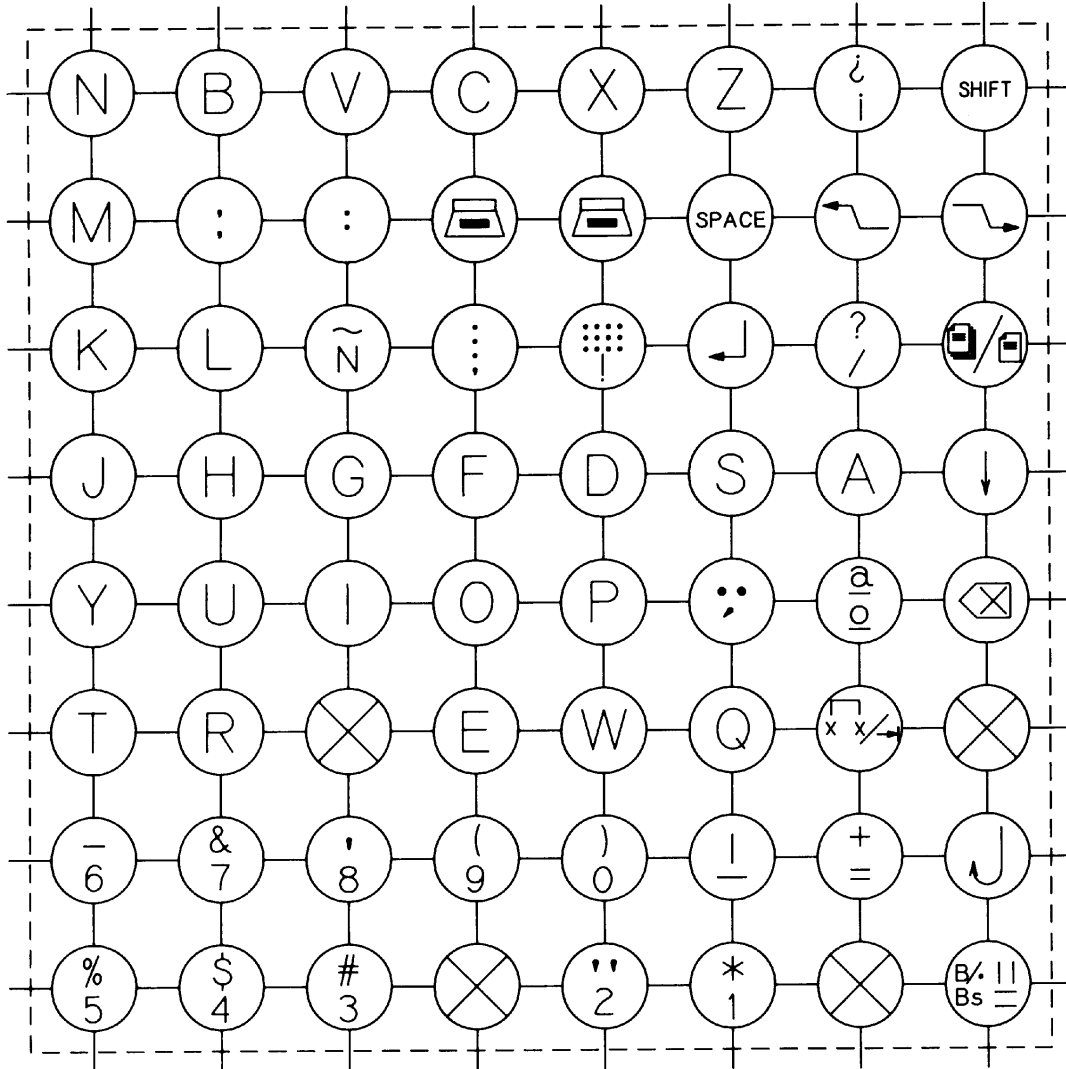 N B V C X Z ¿ SHIFT
¡
M ; : SPACE
K L Ñ ? /
J H G F D S A
Y U I O P a
o
T R E W Q x x/
_ & ' ( ) | +
6 7 8 9 0 _ =
% $ # " * B/. ||
5 4 3 2 1 Bs =